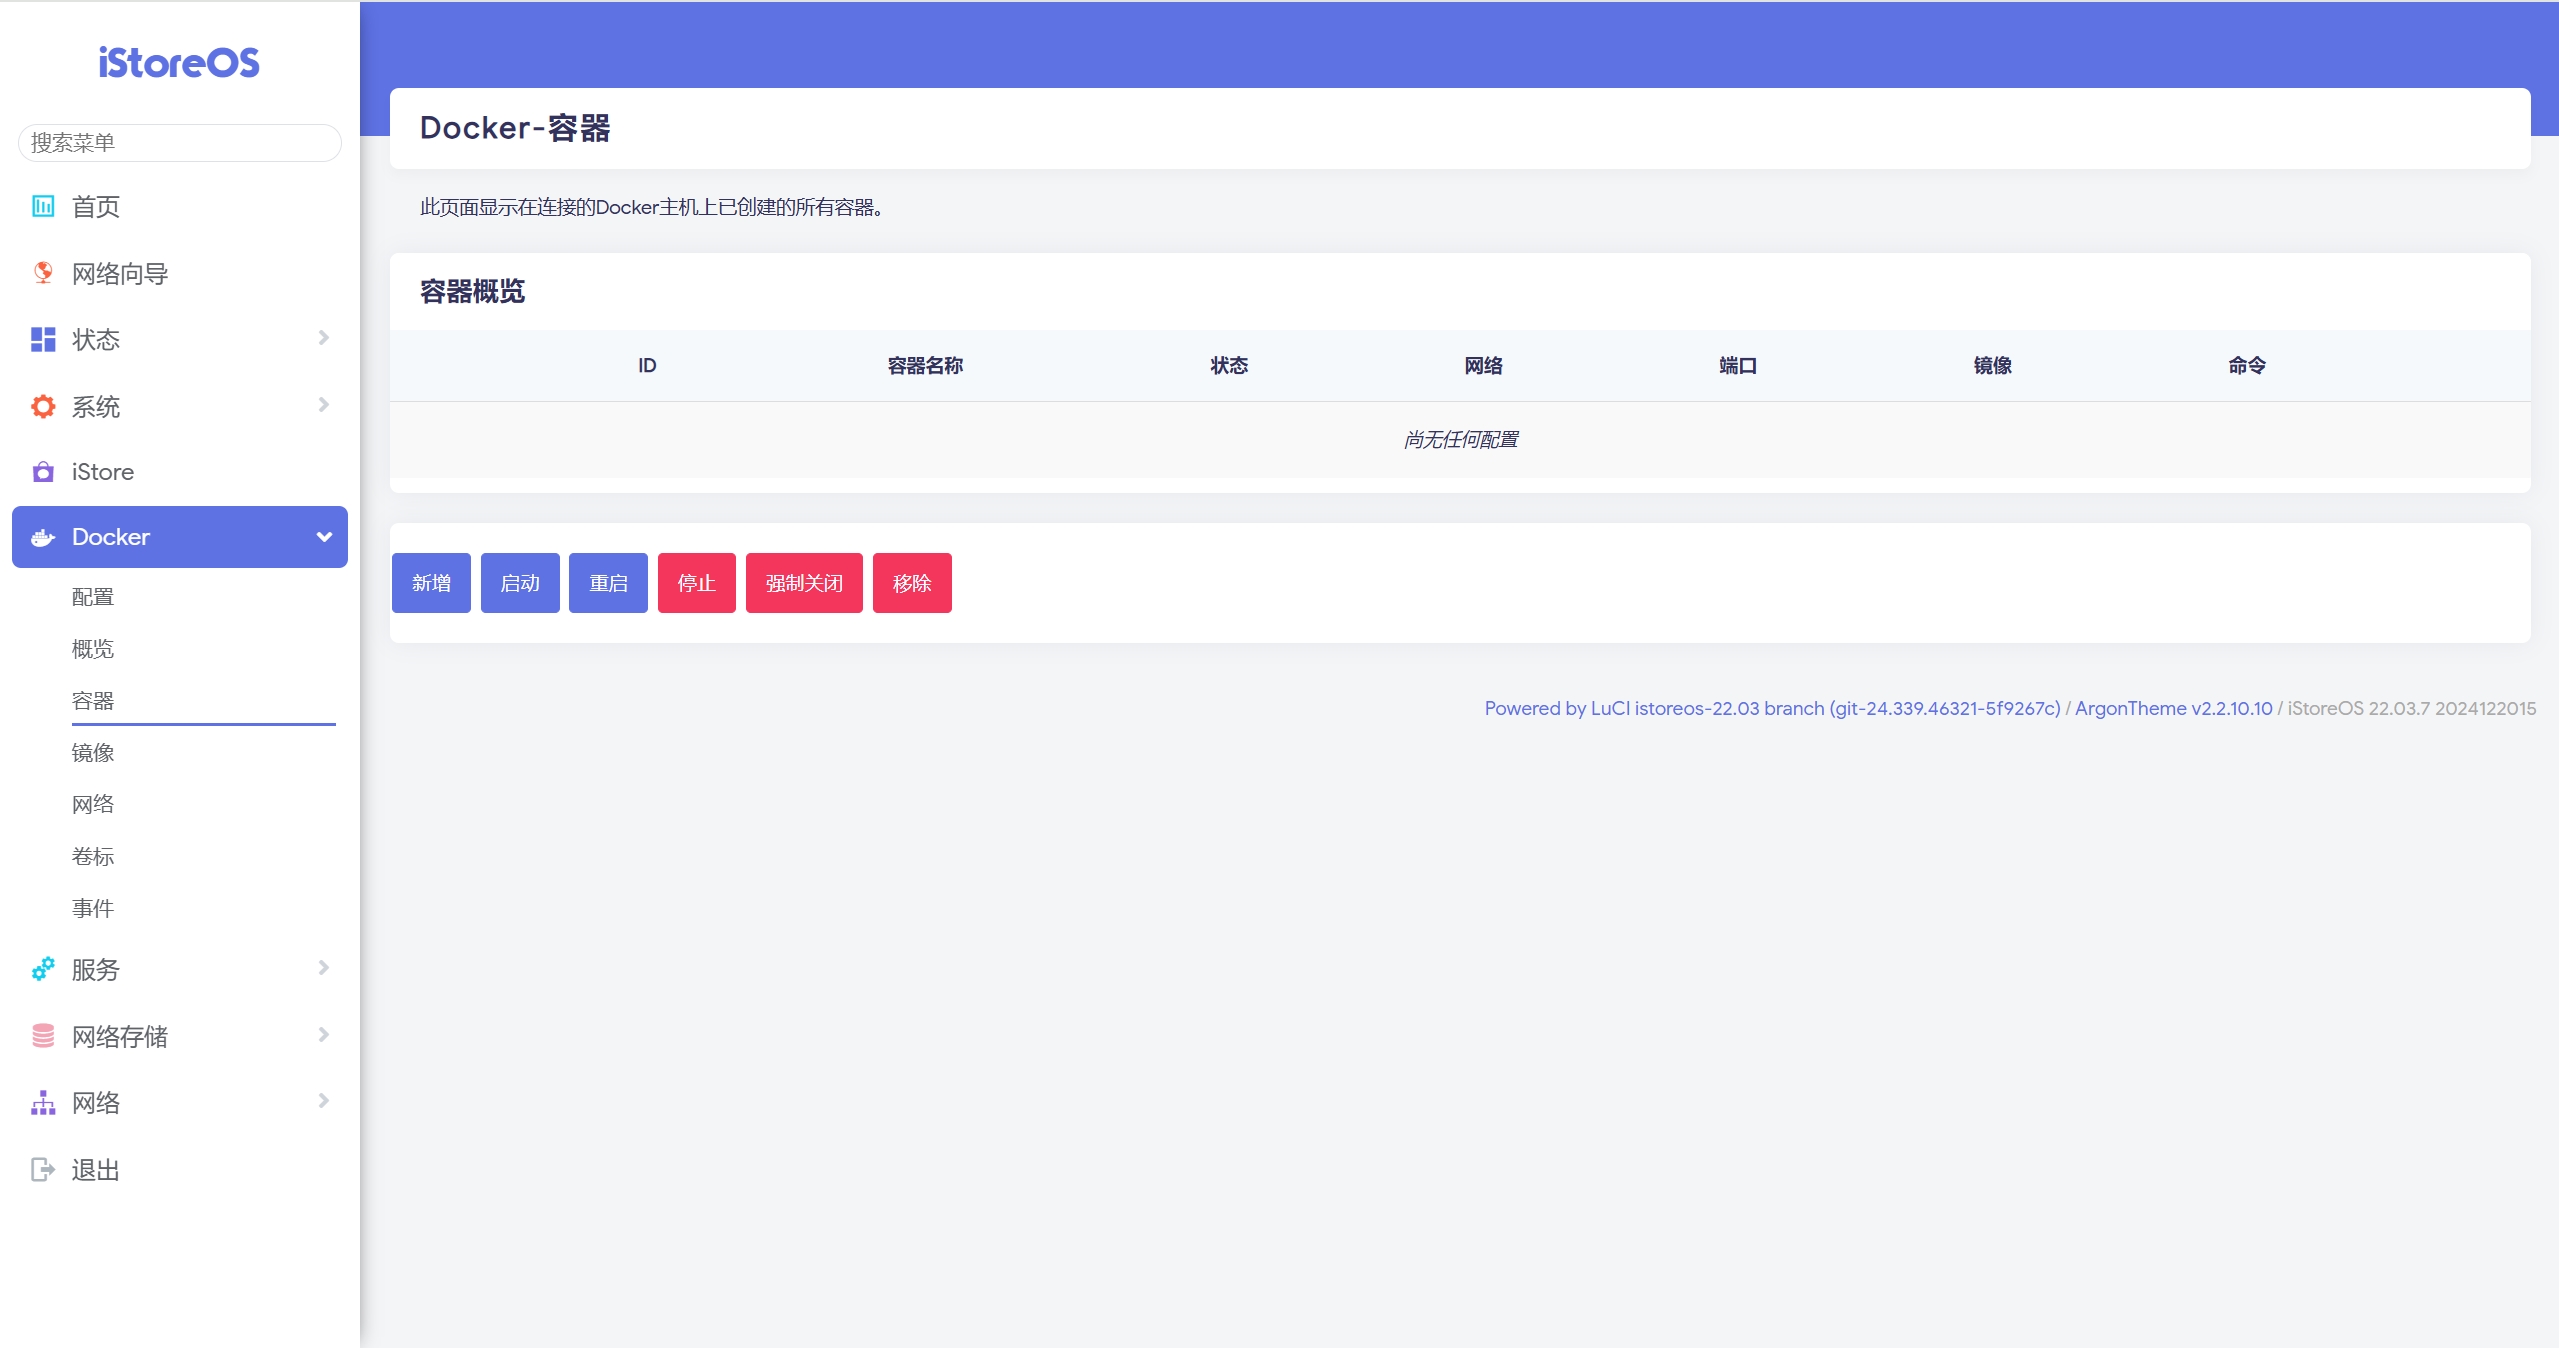 iStoreOS
搜索菜单
首页
网络向导
状态
系统
iStore
Docker
配置
概览
容器
镜像
网络
卷标
事件
服务
网络存储
网络
退出
Docker-容器
此页面显示在连接的Docker主机上已创建的所有容器。
容器概览
ID 容器名称 状态 网络 端口 镜像 命令
尚无任何配置
新增 启动 重启 停止 强制关闭 移除
Powered by LuCI istoreos-22.03 branch (git-24.339.46321-5f9267c) / ArgonTheme v2.2.10.10 / iStoreOS 22.03.7 2024122015